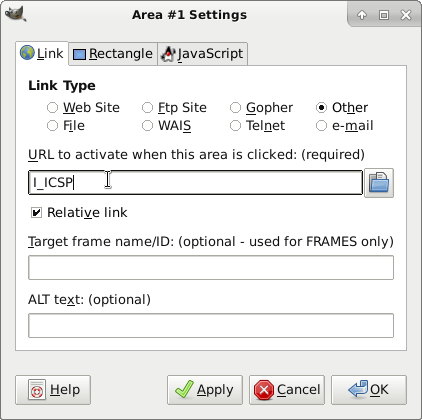 Area #1 Settings
Link Rectangle JavaScript
Link Type
Web Site Ftp Site Gopher Other
File WAIS Telnet e-mail
URL to activate when this area is clicked: (required)
I_ICSP
Relative link
Target frame name/ID: (optional - used for FRAMES only)
ALT text: (optional)
Help Apply Cancel OK